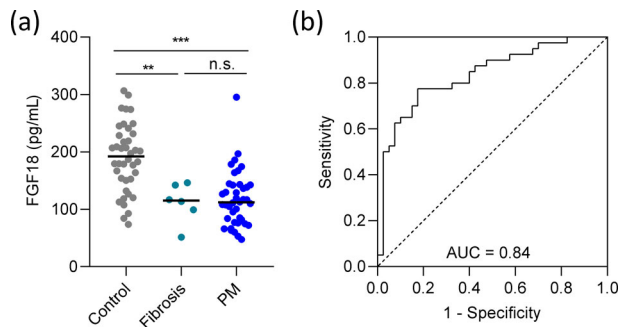 (a)
***
** n.s.
FGF18 (pg/mL)
400
300
200
100
0
Control
Fibrosis
PM
(b)
Sensitivity
1.0
0.8
0.6
0.4
0.2
0.0
AUC = 0.84
0.0 0.2 0.4 0.6 0.8 1.0
1 - Specificity